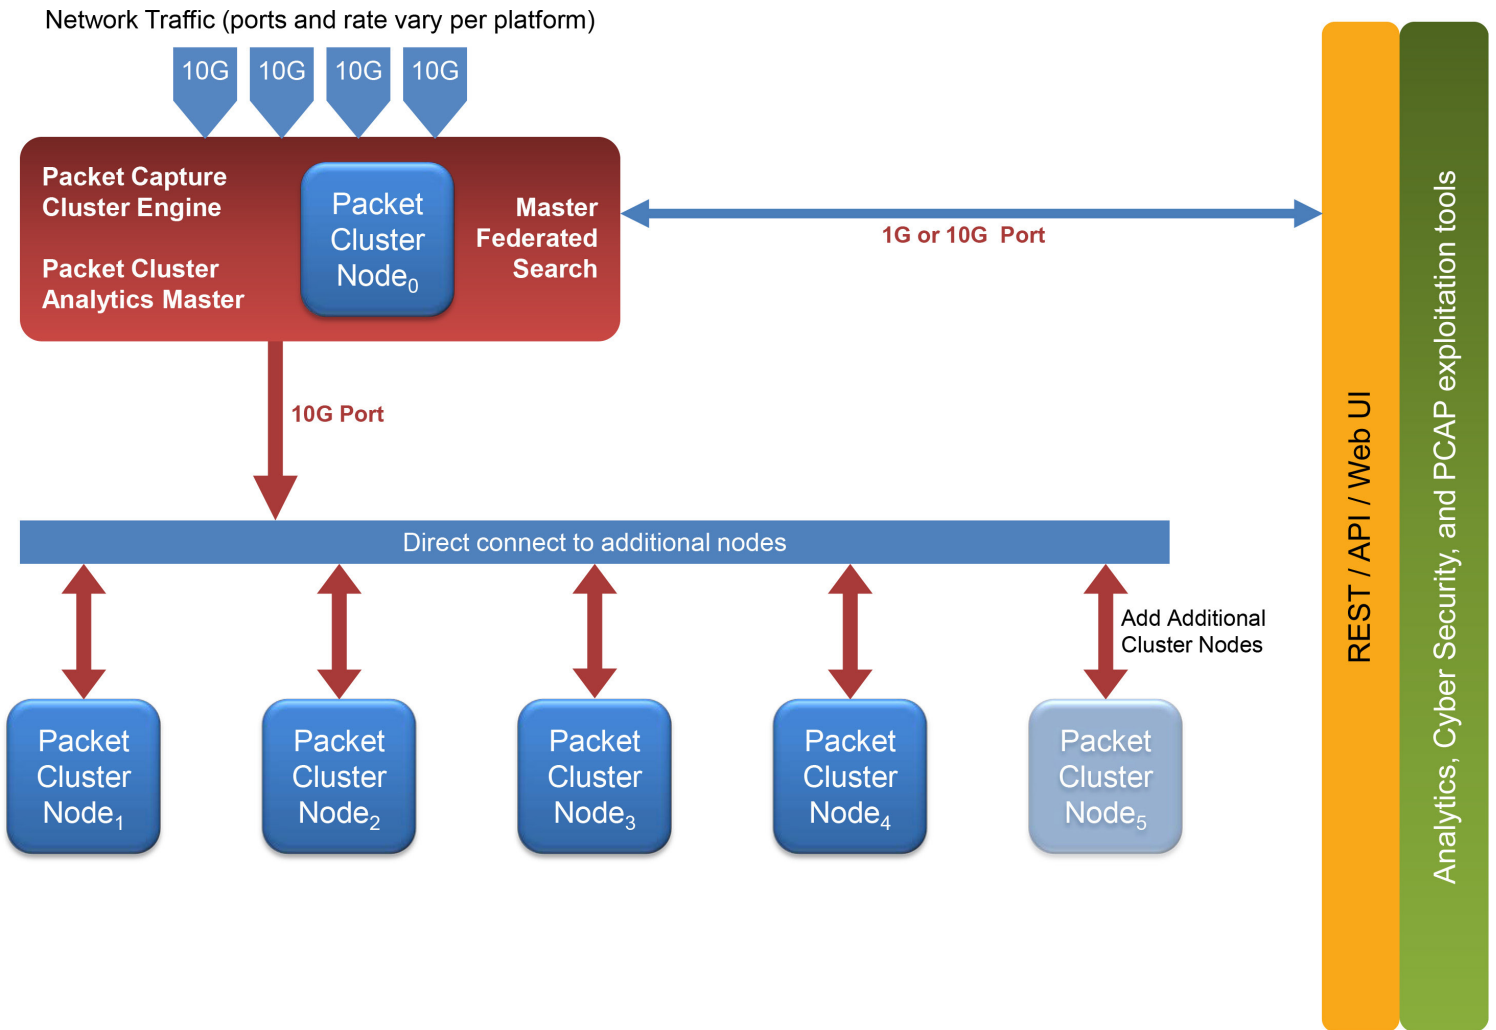 Network Traffic (ports and rate vary per platform)
10G
10G
10G
10G
Packet Capture
Cluster Engine
Packet Cluster
Analytics Master
Packet
Cluster
Node0
Master
Federated
Search
1G or 10G  Port
10G Port
Direct connect to additional nodes
Add Additional
Cluster Nodes
Packet
Cluster
Node1
Packet
Cluster
Node2
Packet
Cluster
Node3
Packet
Cluster
Node4
Packet
Cluster
Node5
REST / API / Web UI
Analytics, Cyber Security, and PCAP exploitation tools